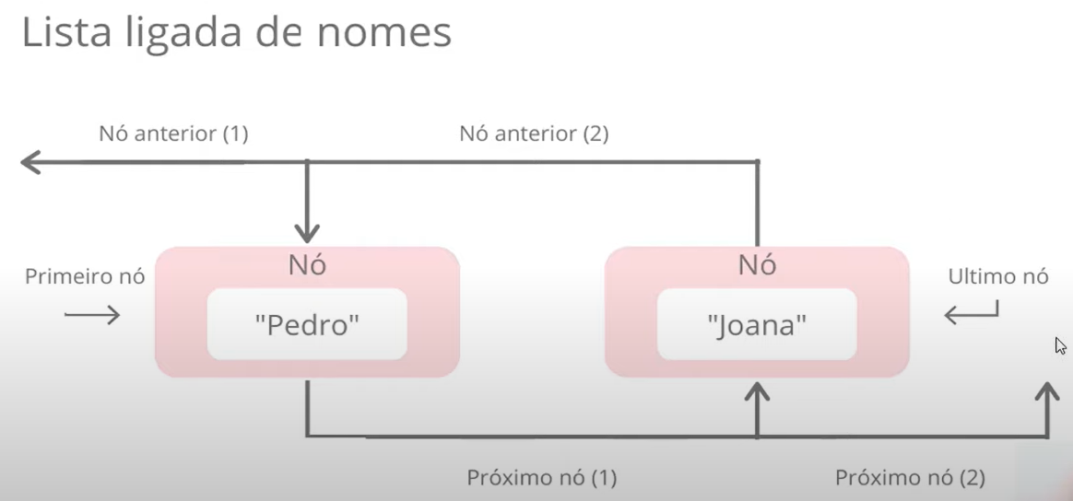 Lista ligada de nomes
Nó anterior (1)
Nó anterior (2)
Primeiro nó
Nó
"Pedro"
Nó
"Joana"
Ultimo nó
Próximo nó (1)
Próximo nó (2)